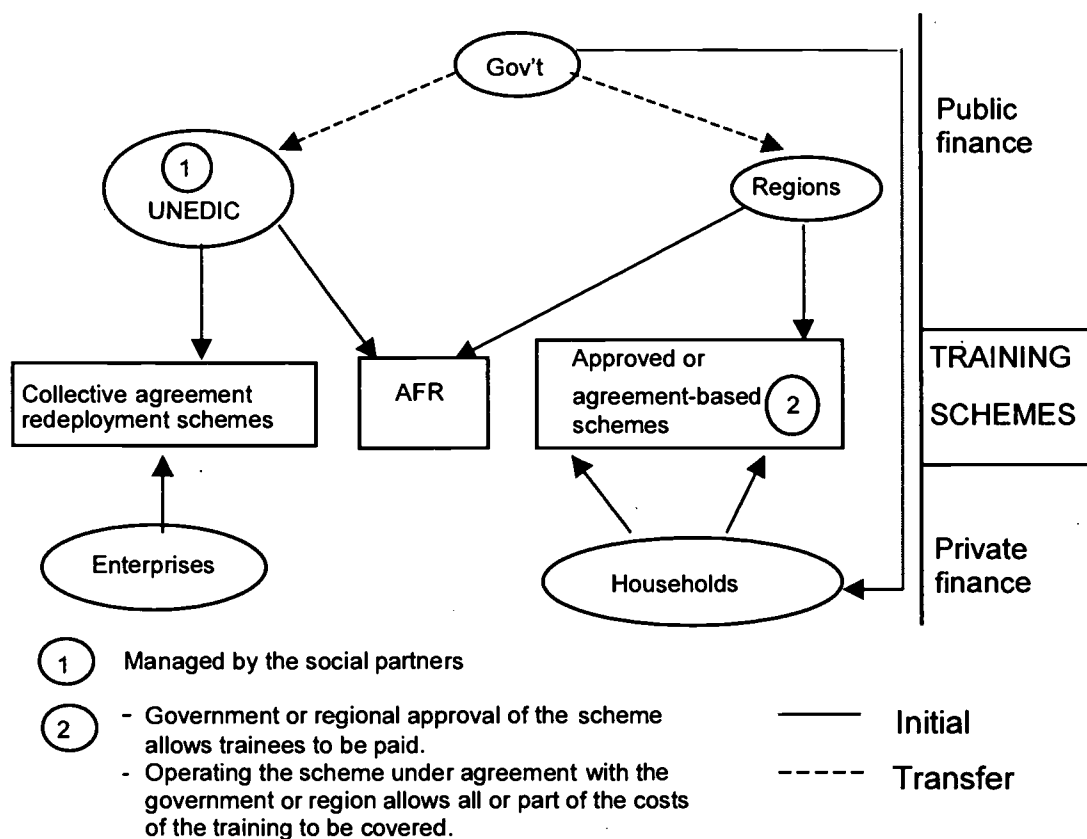 Gov't
Public
finance
1
UNEDIC
Regions
Collective agreement
redeployment schemes
AFR
Approved or
agreement-based
schemes
2
TRAINING
SCHEMES
Enterprises
Households
Private
finance
1 Managed by the social partners
2 - Government or regional approval of the scheme
allows trainees to be paid.
- Operating the scheme under agreement with the
government or region allows all or part of the costs
of the training to be covered.
Initial
Transfer